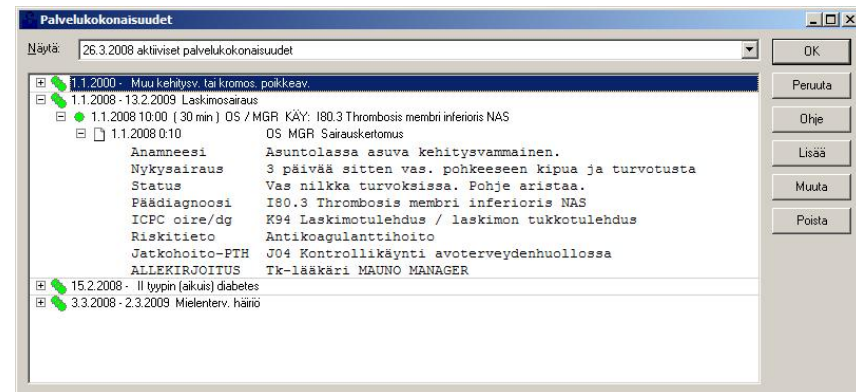 Palvelukokonaisuudet
Näytä: 26.3.2008 aktiiviset palvelukokonaisuudet
OK
1.1.2000 - Muu kehitysv. tai kromos. poikkeav.
Peruuta
1.1.2008 - 13.2.2009 Laskimosairaus
1.1.2008 10:00 ( 30 min ) OS / MGR KÄY: I80.3 Thrombosis membri inferioris NAS
Ohje
1.1.2008 0:10 OS MGR Sairauskertomus
Anamneesi Asuntolassa asuva kehitysvammainen.
Lisää
Nykysairaus 3 päivää sitten vas. pohkeeseen kipua ja turvotusta
Status Vas nilkka turvoksissa. Pohje aristaa.
Muuta
Päädiagnoosi I80.3 Thrombosis membri inferioris NAS
ICPC oire/dg K94 Laskimotulehdus / laskimon tukkotulehdus
Poista
Riskitieto Antikoagulanttihoito
Jatkohoito-PTH J04 Kontrollikäynti avoterveydenhuollossa
ALLEKIRJOITUS Tk-lääkäri MAUNO MANAGER
15.2.2008 - II tyypin (aikuis) diabetes
3.3.2008 - 2.3.2009 Mielenterv. häiriö